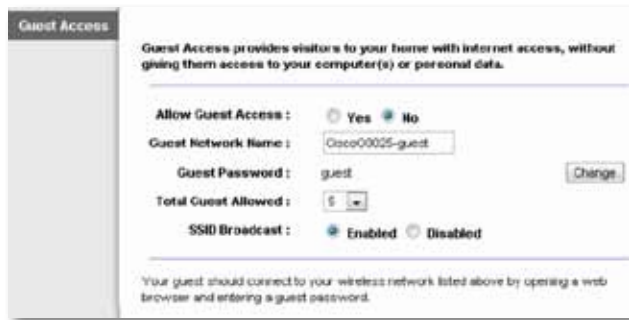 Guest Access
Guest Access provides visitors to your home with internet access, without
giving them access to your computer(s) or personal data.
Allow Guest Access : Yes No
Guest Network Name : Cisco00025-guest
Guest Password : guest Change
Total Guest Allowed : 5
SSID Broadcast : Enabled Disabled
Your guest should connect to your wireless network listed above by opening a web
browser and entering a guest password.